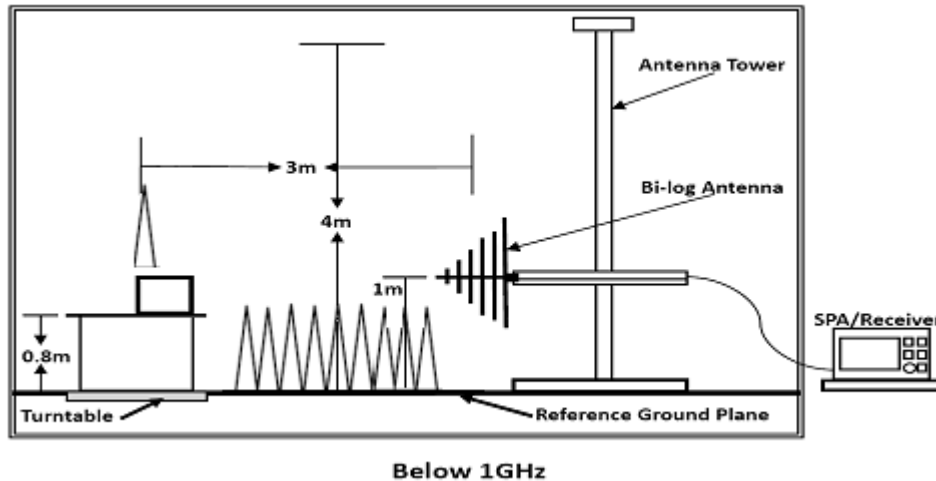 Antenna Tower
3m
Bi-log Antenna
4m
1m
SPA/Receiver
0.8m
Turntable
Reference Ground Plane
Below 1GHz